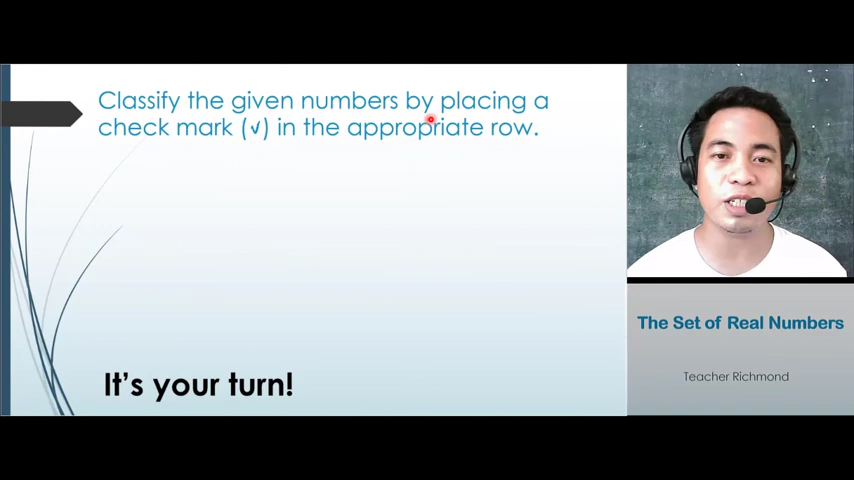 Classify the given numbers by placing a
check mark (✓) in the appropriate row.
It's your turn!
The Set of Real Numbers
Teacher Richmond